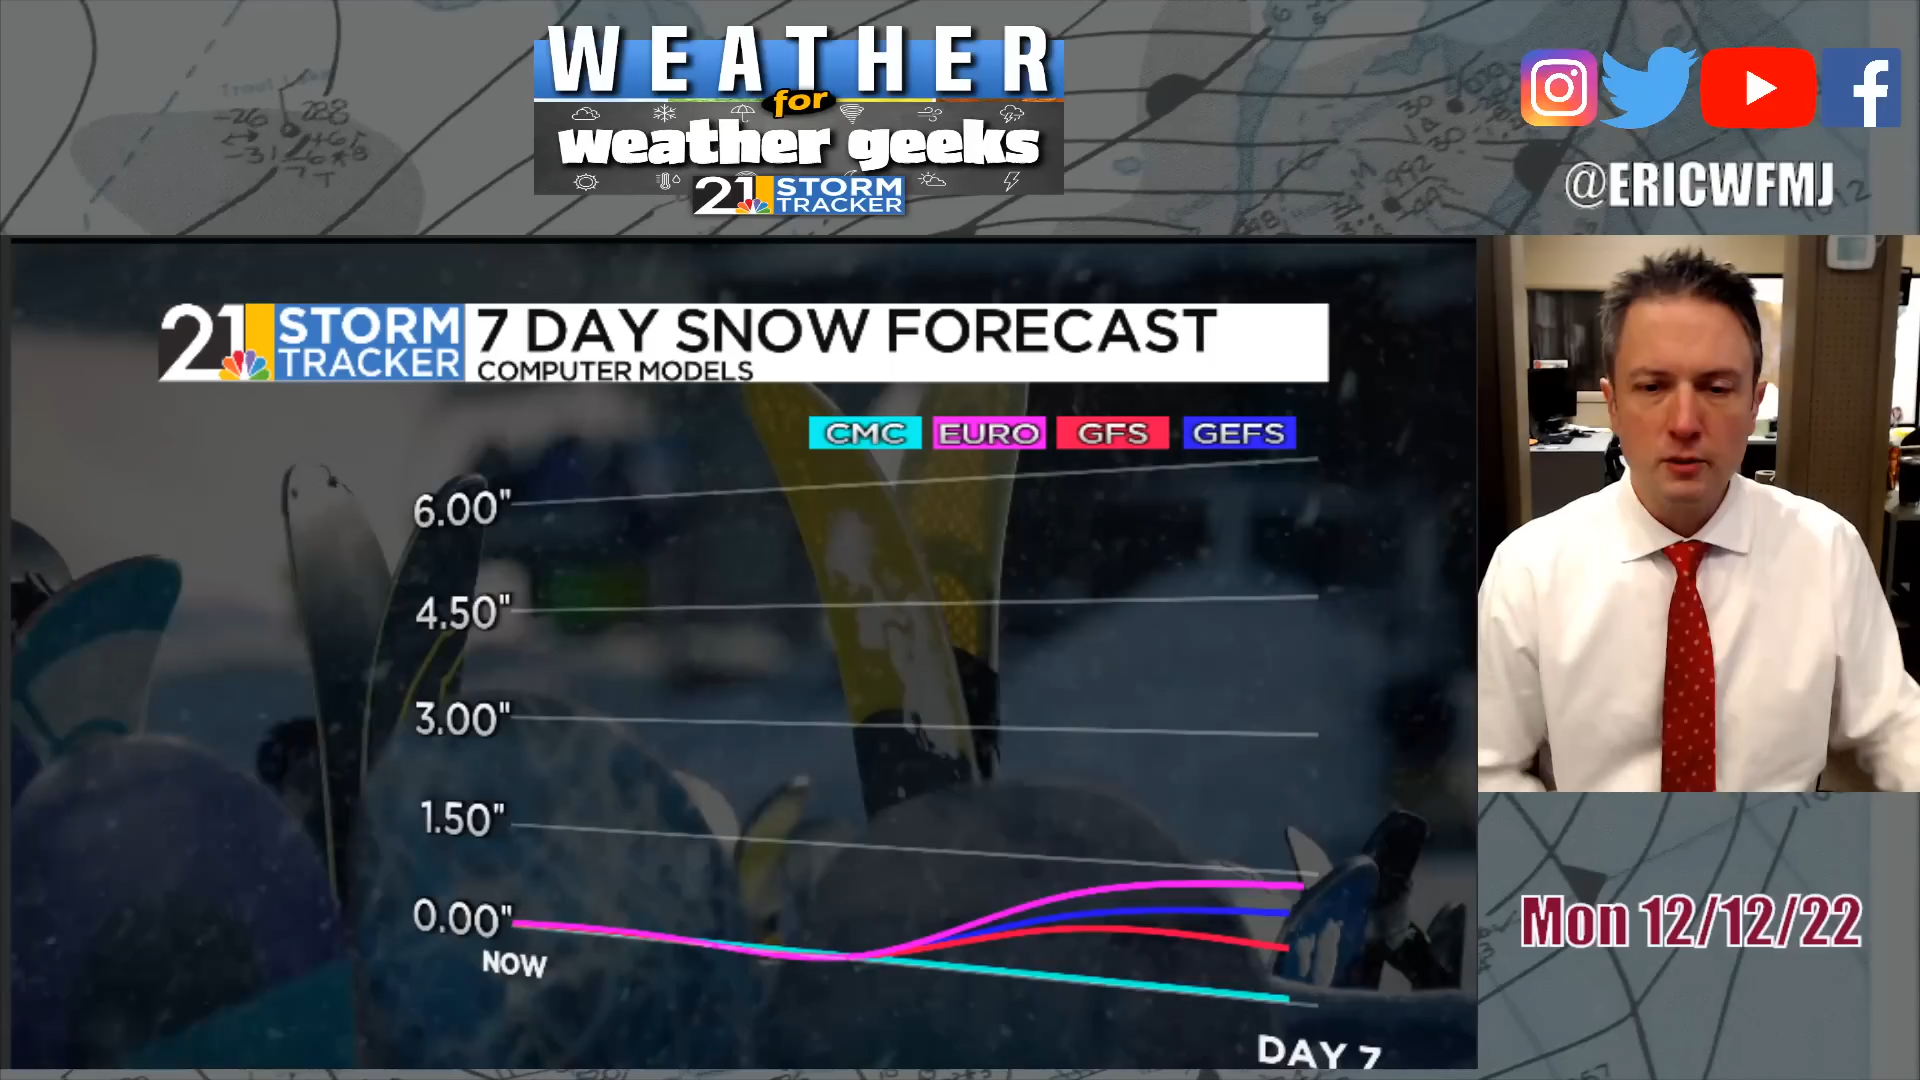 WEATHER
for
weather geeks
21 STORM
TRACKER
@ERICWFMJ
21 STORM
TRACKER
7 DAY SNOW FORECAST
COMPUTER MODELS
CMC EURO GFS GEFS
6.00"
4.50"
3.00"
1.50"
0.00"
NOW
DAY 7
Mon 12/12/22